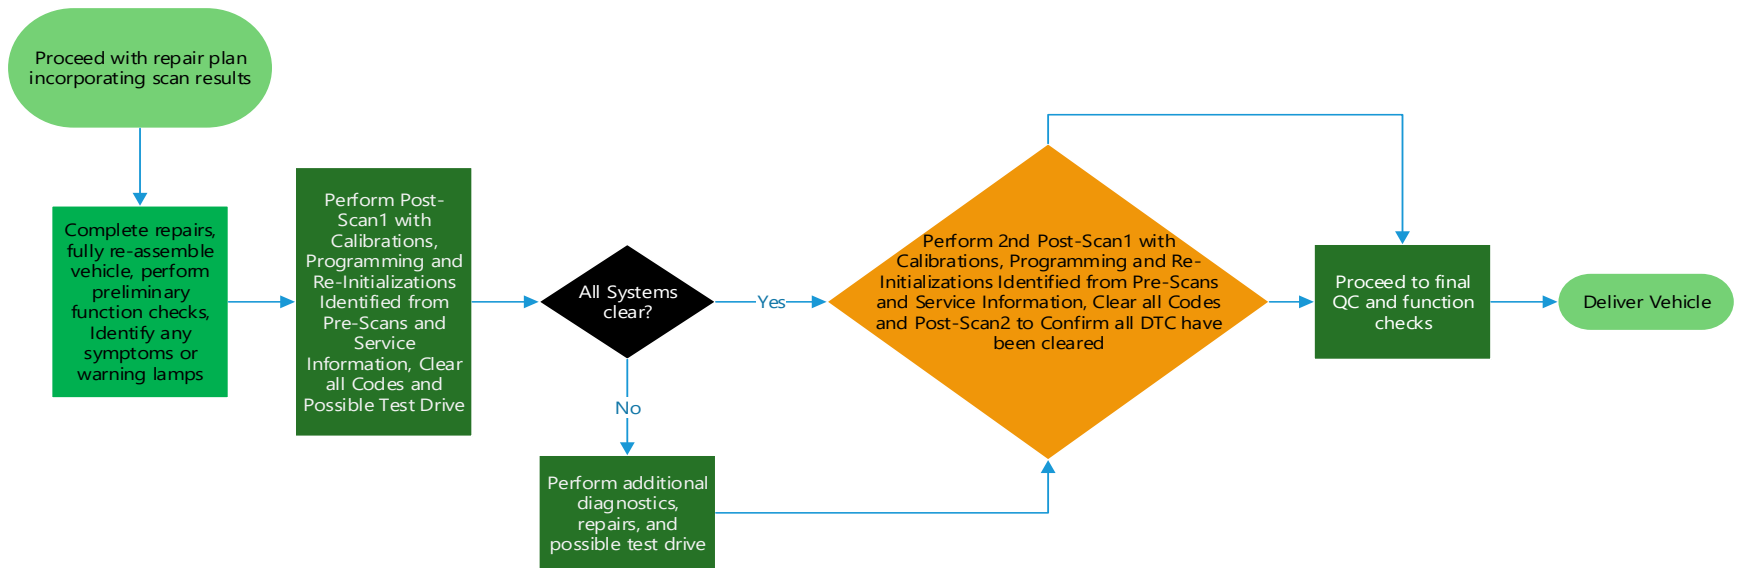 Proceed with repair plan
incorporating scan results
Complete repairs,
fully re-assemble
vehicle, perform
preliminary
function checks,
Identify any
symptoms or
warning lamps
Perform Post-
Scan1 with
Calibrations,
Programming and
Re-Initializations
Identified from
Pre-Scans and
Service
Information, Clear
all Codes and
Possible Test Drive
All Systems
clear?
Yes
No
Perform additional
diagnostics,
repairs, and
possible test drive
Perform 2nd Post-Scan1 with
Calibrations, Programming and Re-
Initializations Identified from Pre-Scans
and Service Information, Clear all Codes
and Post-Scan2 to Confirm all DTC have
been cleared
Proceed to final
QC and function
checks
Deliver Vehicle